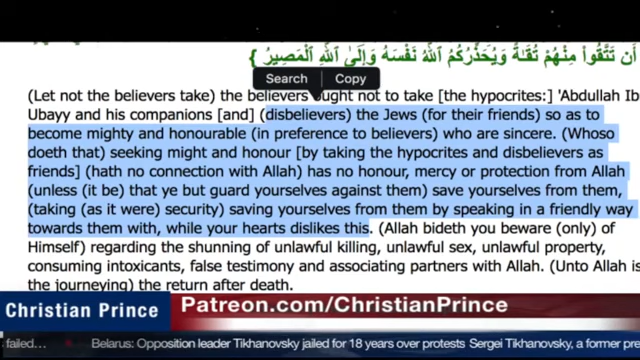 أَن تَتَّقُواْ مِنْهُمْ تُقَاةً وَيُحَذِّرُكُمُ ٱللَّهُ نَفْسَهُ وَإِلَىٰ ٱللَّهِ ٱلْمَصِيرُ }
Search Copy
(Let not the believers take) the believers ought not to take [the hypocrites:] 'Abdullah Ib
Ubayy and his companions [and] (disbelievers) the Jews (for their friends) so as to
become mighty and honourable (in preference to believers) who are sincere. (Whoso
doeth that) seeking might and honour [by taking the hypocrites and disbelievers as
friends] (hath no connection with Allah) has no honour, mercy or protection from Allah
(unless (it be) that ye but guard yourselves against them) save yourselves from them,
(taking (as it were) security) saving yourselves from them by speaking in a friendly way
towards them with, while your hearts dislikes this. (Allah bideth you beware (only) of
Himself) regarding the shunning of unlawful killing, unlawful sex, unlawful property,
consuming intoxicants, false testimony and associating partners with Allah. (Unto Allah is
the journeying) the return after death.
Christian Prince Patreon.com/ChristianPrince
failed... Belarus: Opposition leader Tikhanovsky jailed for 18 years over protests Sergei Tikhanovsky, a former pre